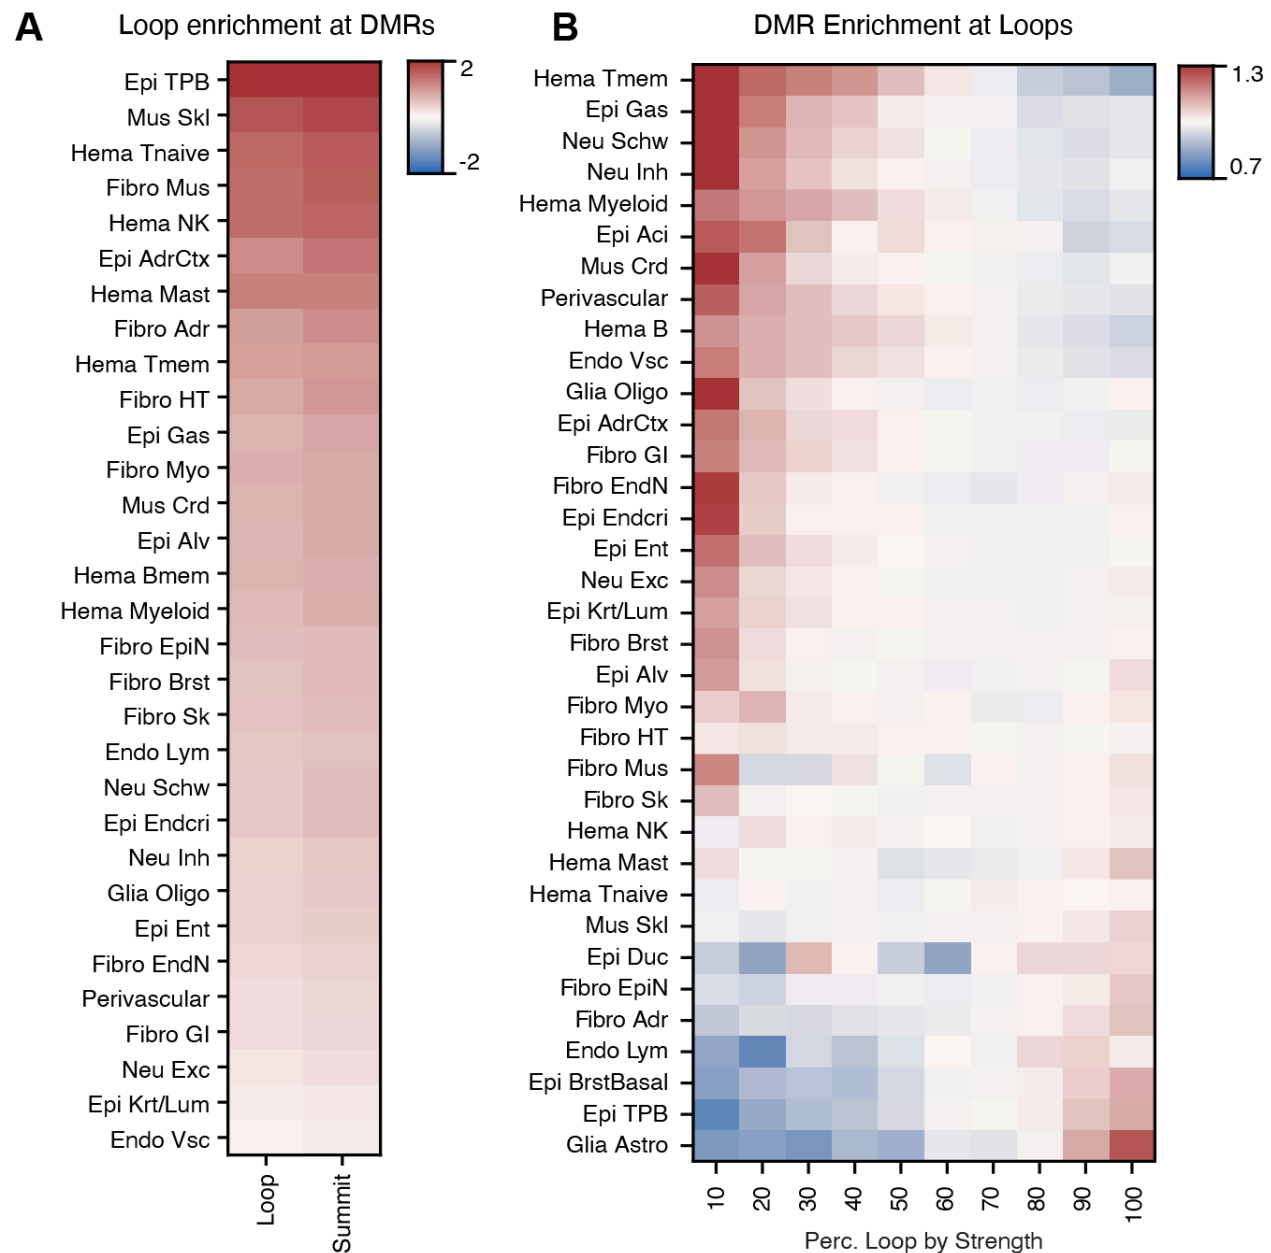 A
Loop enrichment at DMRs
Epi TPB
Mus Skl
Hema Tnaive
Fibro Mus
Hema NK
Epi AdrCtx
Hema Mast
Fibro Adr
Hema Tmem
Fibro HT
Epi Gas
Fibro Myo
Mus Crd
Epi Alv
Hema Bmem
Hema Myeloid
Fibro EpiN
Fibro Brst
Fibro Sk
Endo Lym
Neu Schw
Epi Endcri
Neu Inh
Glia Oligo
Epi Ent
Fibro EndN
Perivascular
Fibro GI
Neu Exc
Epi Krt/Lum
Endo Vsc
Loop
Summit
2
-2
B
DMR Enrichment at Loops
Hema Tmem
Epi Gas
Neu Schw
Neu Inh
Hema Myeloid
Epi Aci
Mus Crd
Perivascular
Hema B
Endo Vsc
Glia Oligo
Epi AdrCtx
Fibro GI
Fibro EndN
Epi Endcri
Epi Ent
Neu Exc
Epi Krt/Lum
Fibro Brst
Epi Alv
Fibro Myo
Fibro HT
Fibro Mus
Fibro Sk
Hema NK
Hema Mast
Hema Tnaive
Mus Skl
Epi Duc
Fibro EpiN
Fibro Adr
Endo Lym
Epi BrstBasal
Epi TPB
Glia Astro
10
20
30
40
50
60
70
80
90
100
Perc. Loop by Strength
1.3
0.7